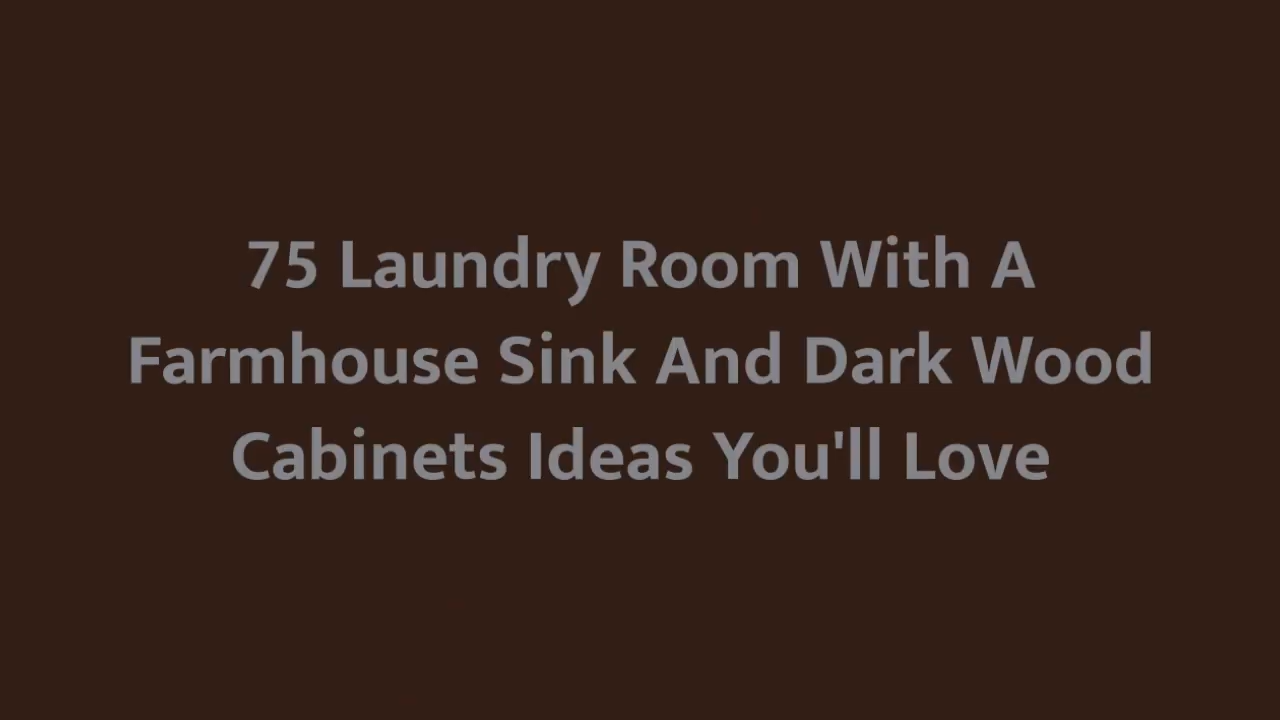 75 Laundry Room With A
Farmhouse Sink And Dark Wood
Cabinets Ideas You'll Love